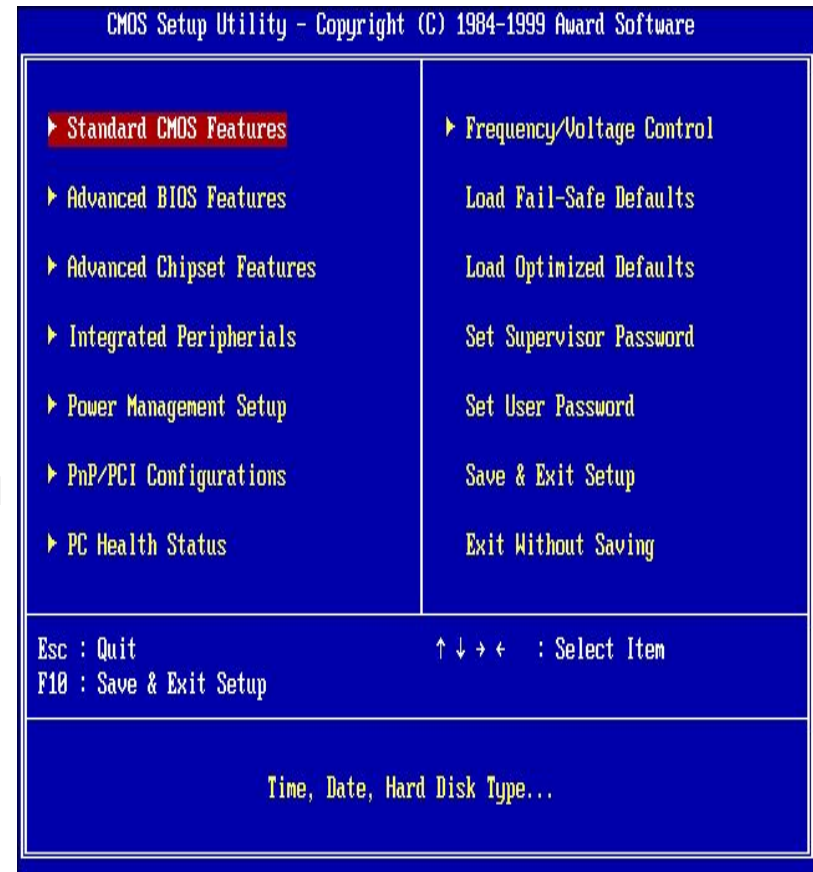 CMOS Setup Utility - Copyright (C) 1984-1999 Award Software
▶ Standard CMOS Features
▶ Advanced BIOS Features
▶ Advanced Chipset Features
▶ Integrated Peripherials
▶ Power Management Setup
▶ PnP/PCI Configurations
▶ PC Health Status
▶ Frequency/Voltage Control
Load Fail-Safe Defaults
Load Optimized Defaults
Set Supervisor Password
Set User Password
Save & Exit Setup
Exit Without Saving
Esc : Quit
F10 : Save & Exit Setup
↑ ↓ → ← : Select Item
Time, Date, Hard Disk Type...